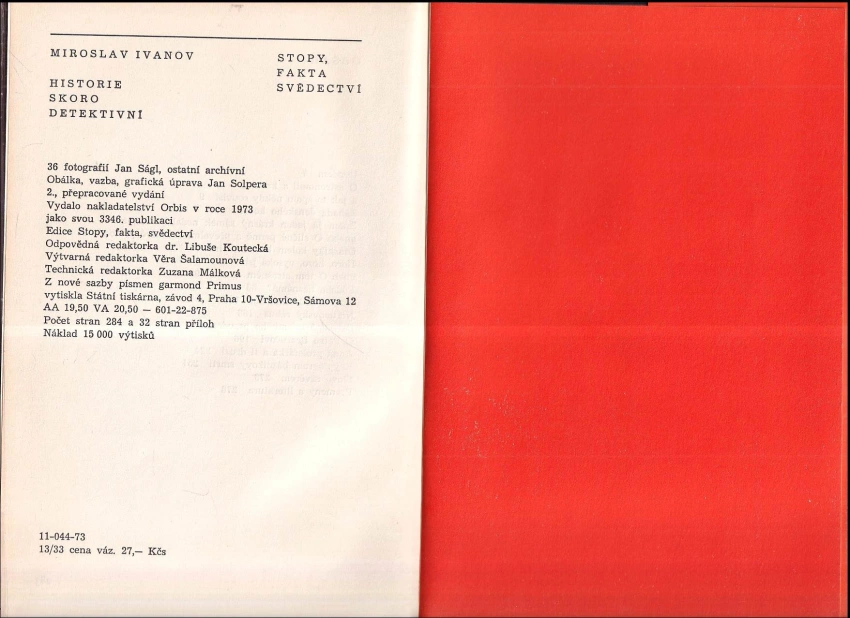 MIROSLAV IVANOV
HISTORIE
SKORO
DETEKTIVNÍ
STOPY,
FAKTA
SVĚDECTVÍ
36 fotografií Jan Ságl, ostatní archívní
Obálka, vazba, grafická úprava Jan Solpera
2., přepracované vydání
Vydalo nakladatelství Orbis v roce 1973
jako svou 3346. publikaci
Edice Stopy, fakta, svědectví
Odpovědná redaktorka dr. Libuše Koutecká
Výtvarná redaktorka Věra Šalamounová
Technická redaktorka Zuzana Málková
Z nové sazby písmen garmond Primus
vytiskla Státní tiskárna, závod 4, Praha 10-Vršovice, Sámova 12
AA 19,50 VA 20,50 — 601-22-875
Počet stran 284 a 32 stran příloh
Náklad 15 000 výtisků
11-044-73
13/33 cena váz. 27,— Kčs